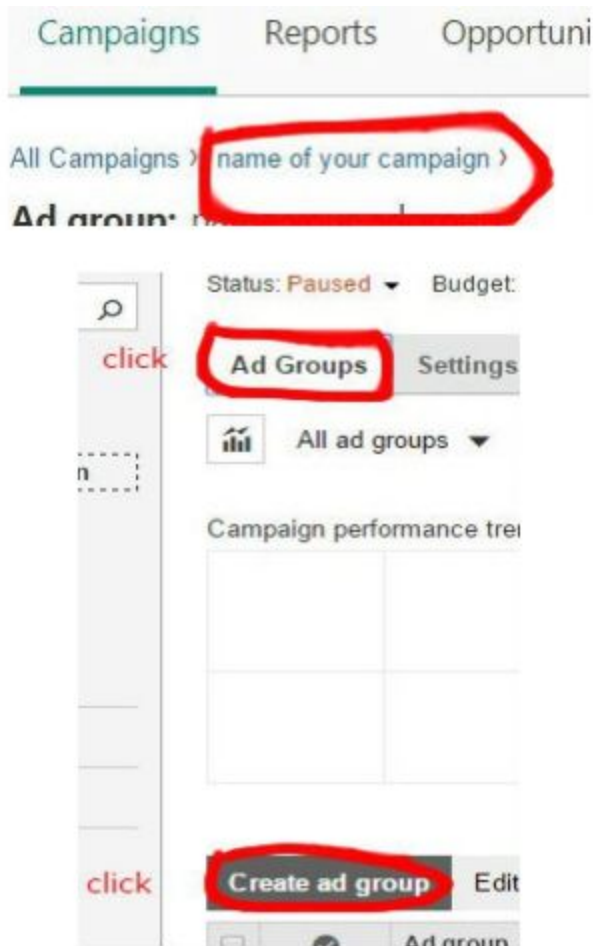 Campaigns Reports Opportuni
All Campaigns › name of your campaign ›
Ad group:
Status: Paused Budget:
click Ad Groups Settings
All ad groups
n
Campaign performance tre
click Create ad group Edit
Ad group